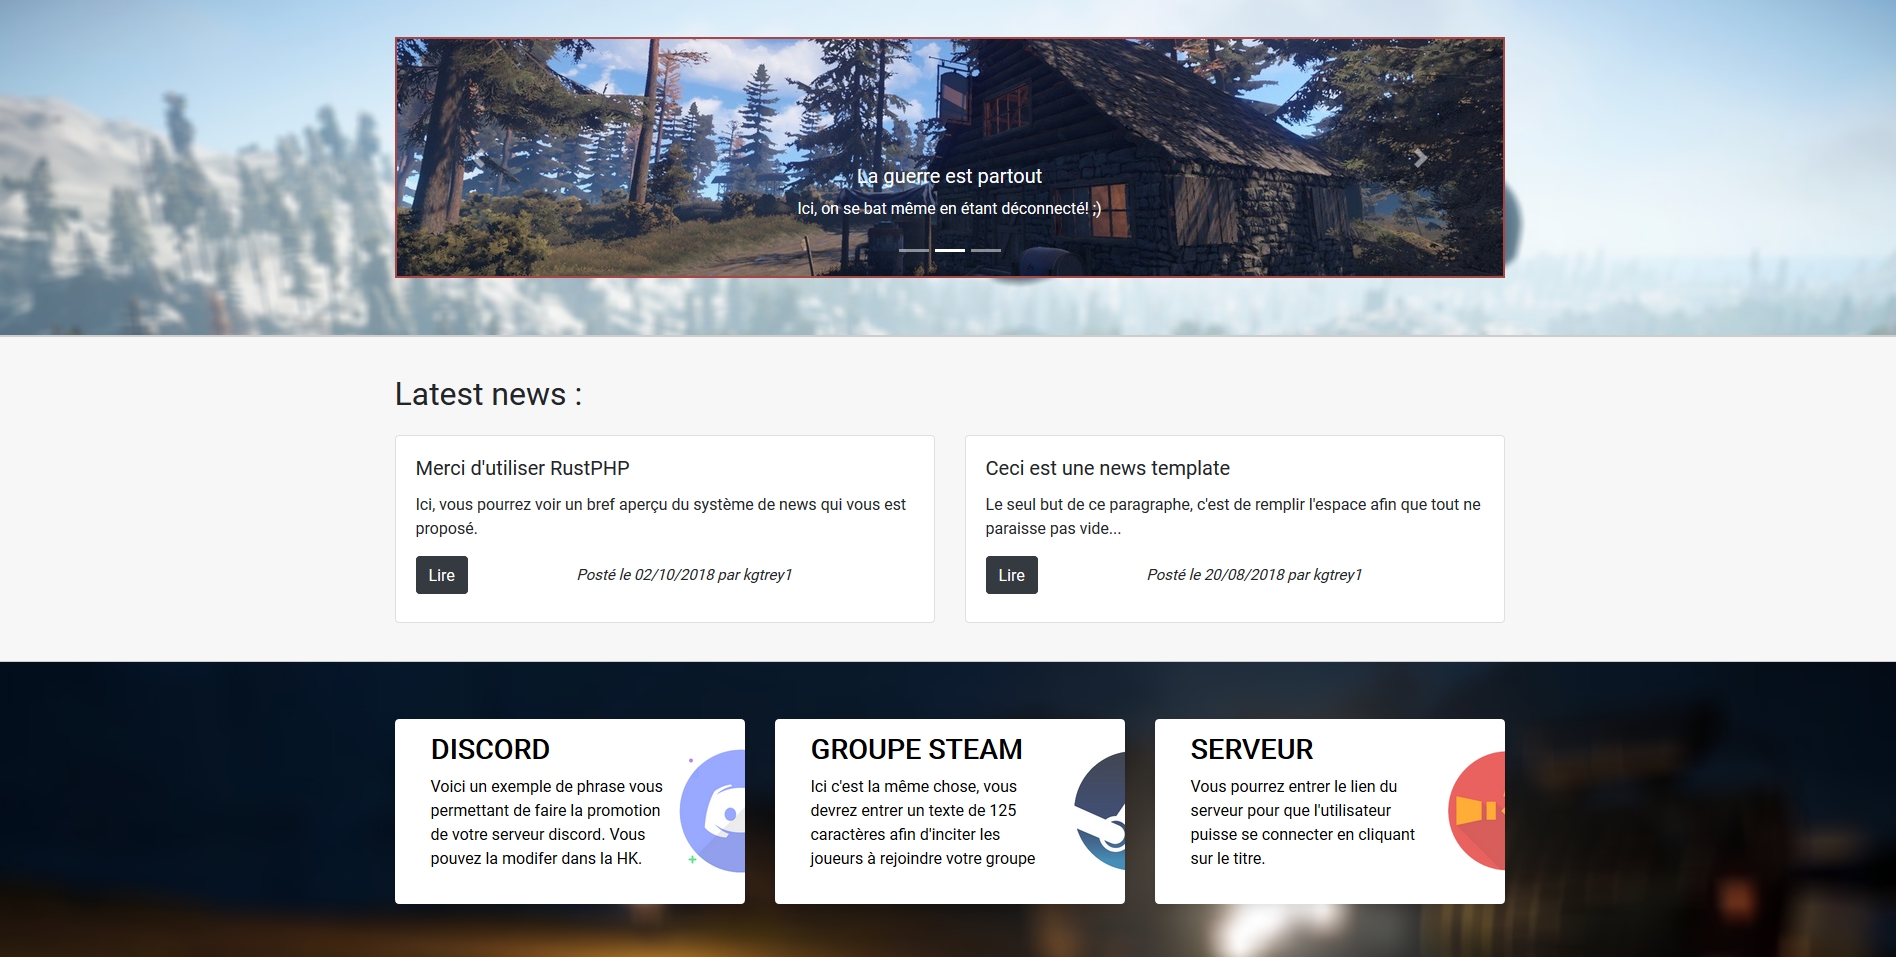 La guerre est partout
Ici, on se bat même en étant déconnecté! ;)
Latest news :
Merci d'utiliser RustPHP
Ici, vous pourrez voir un bref aperçu du système de news qui vous est
proposé.
Lire
Posté le 02/10/2018 par kgtrey1
Ceci est une news template
Le seul but de ce paragraphe, c'est de remplir l'espace afin que tout ne
paraisse pas vide...
Lire
Posté le 20/08/2018 par kgtrey1
DISCORD
Voici un exemple de phrase vous
permettant de faire la promotion
de votre serveur discord. Vous
pouvez la modifer dans la HK.
GROUPE STEAM
Ici c'est la même chose, vous
devrez entrer un texte de 125
caractères afin d'inciter les
joueurs à rejoindre votre groupe
SERVEUR
Vous pourrez entrer le lien du
serveur pour que l'utilisateur
puisse se connecter en cliquant
sur le titre.